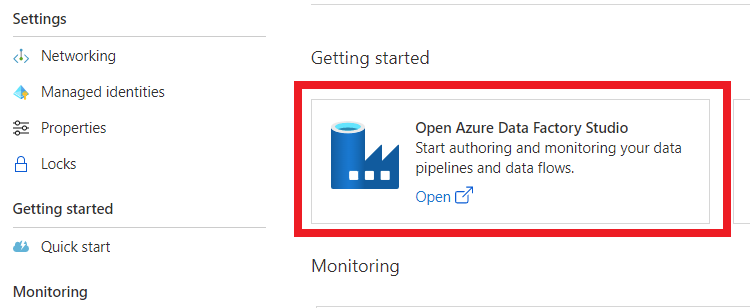 Settings
Networking
Managed identities
Properties
Locks
Getting started
Quick start
Monitoring
Getting started
Open Azure Data Factory Studio
Start authoring and monitoring your data
pipelines and data flows.
Open
Monitoring